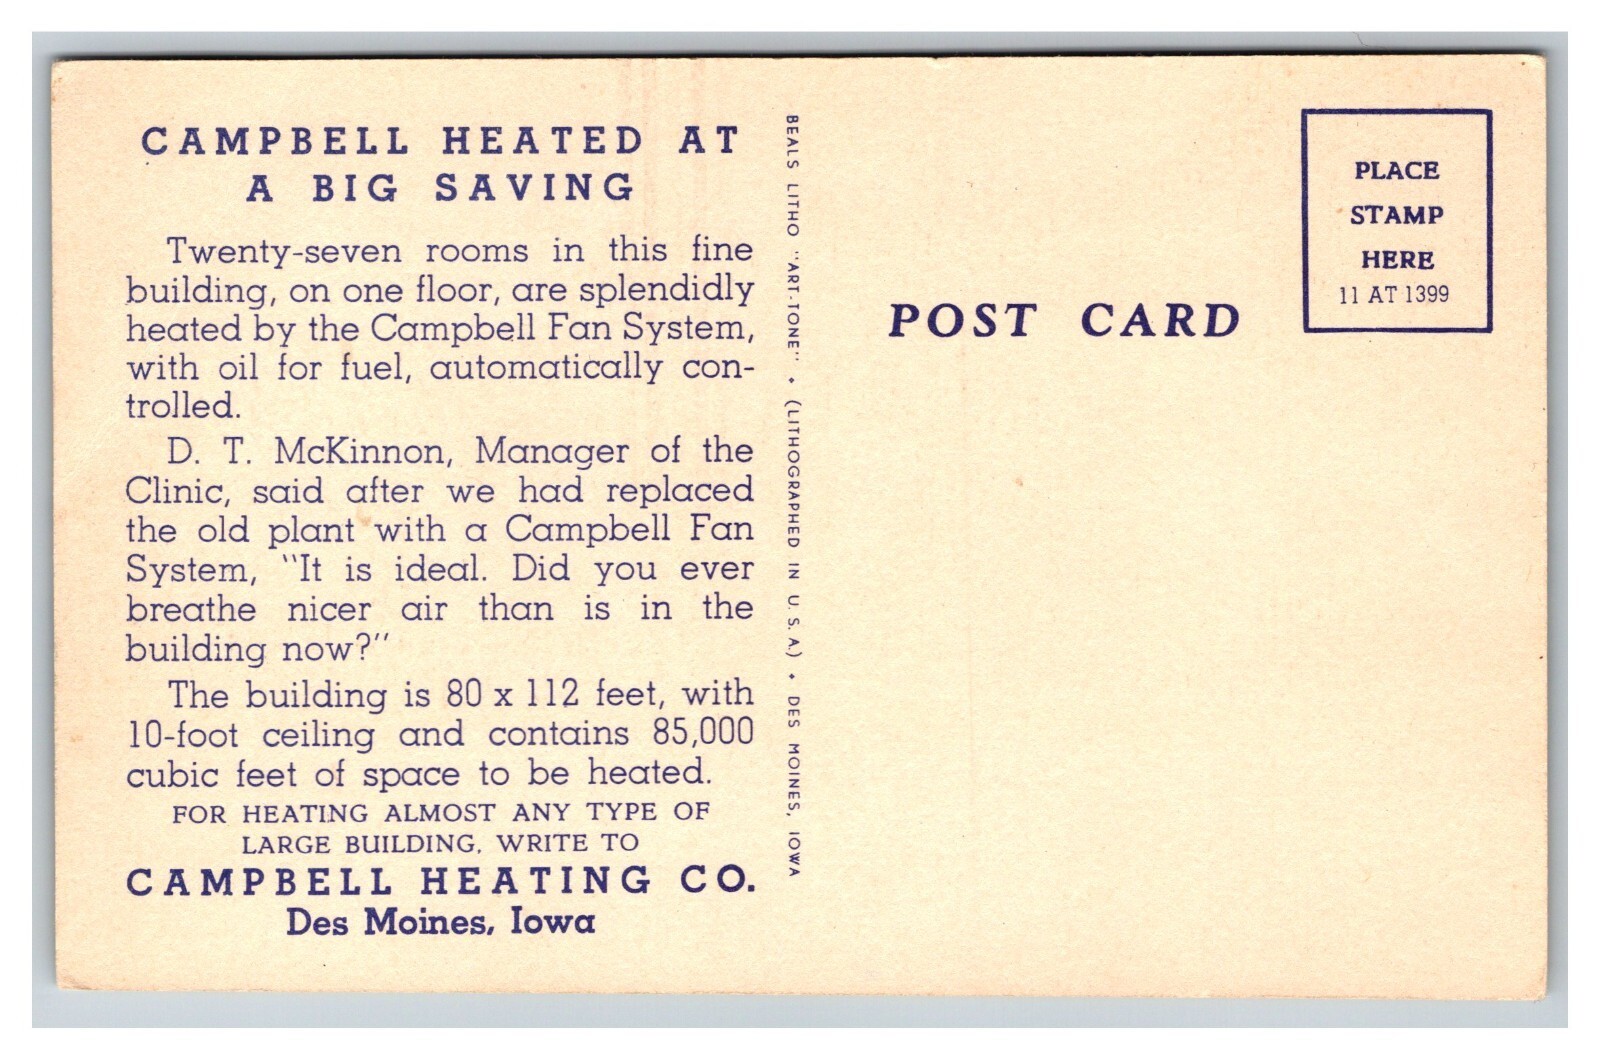 CAMPBELL HEATED AT
A BIG SAVING
Twenty-seven rooms in this fine
building, on one floor, are splendidly
heated by the Campbell Fan System,
with oil for fuel, automatically con-
trolled.
D. T. McKinnon, Manager of the
Clinic, said after we had replaced
the old plant with a Campbell Fan
System, "It is ideal. Did you ever
breathe nicer air than is in the
building now?"
The building is 80 x 112 feet, with
10-foot ceiling and contains 85,000
cubic feet of space to be heated.
FOR HEATING ALMOST ANY TYPE OF
LARGE BUILDING, WRITE TO
CAMPBELL HEATING CO.
Des Moines, Iowa
BEALS LITHO "ART-TONE" • (LITHOGRAPHED IN U. S. A.) • DES MOINES, IOWA
POST CARD
PLACE
STAMP
HERE
11 AT 1399